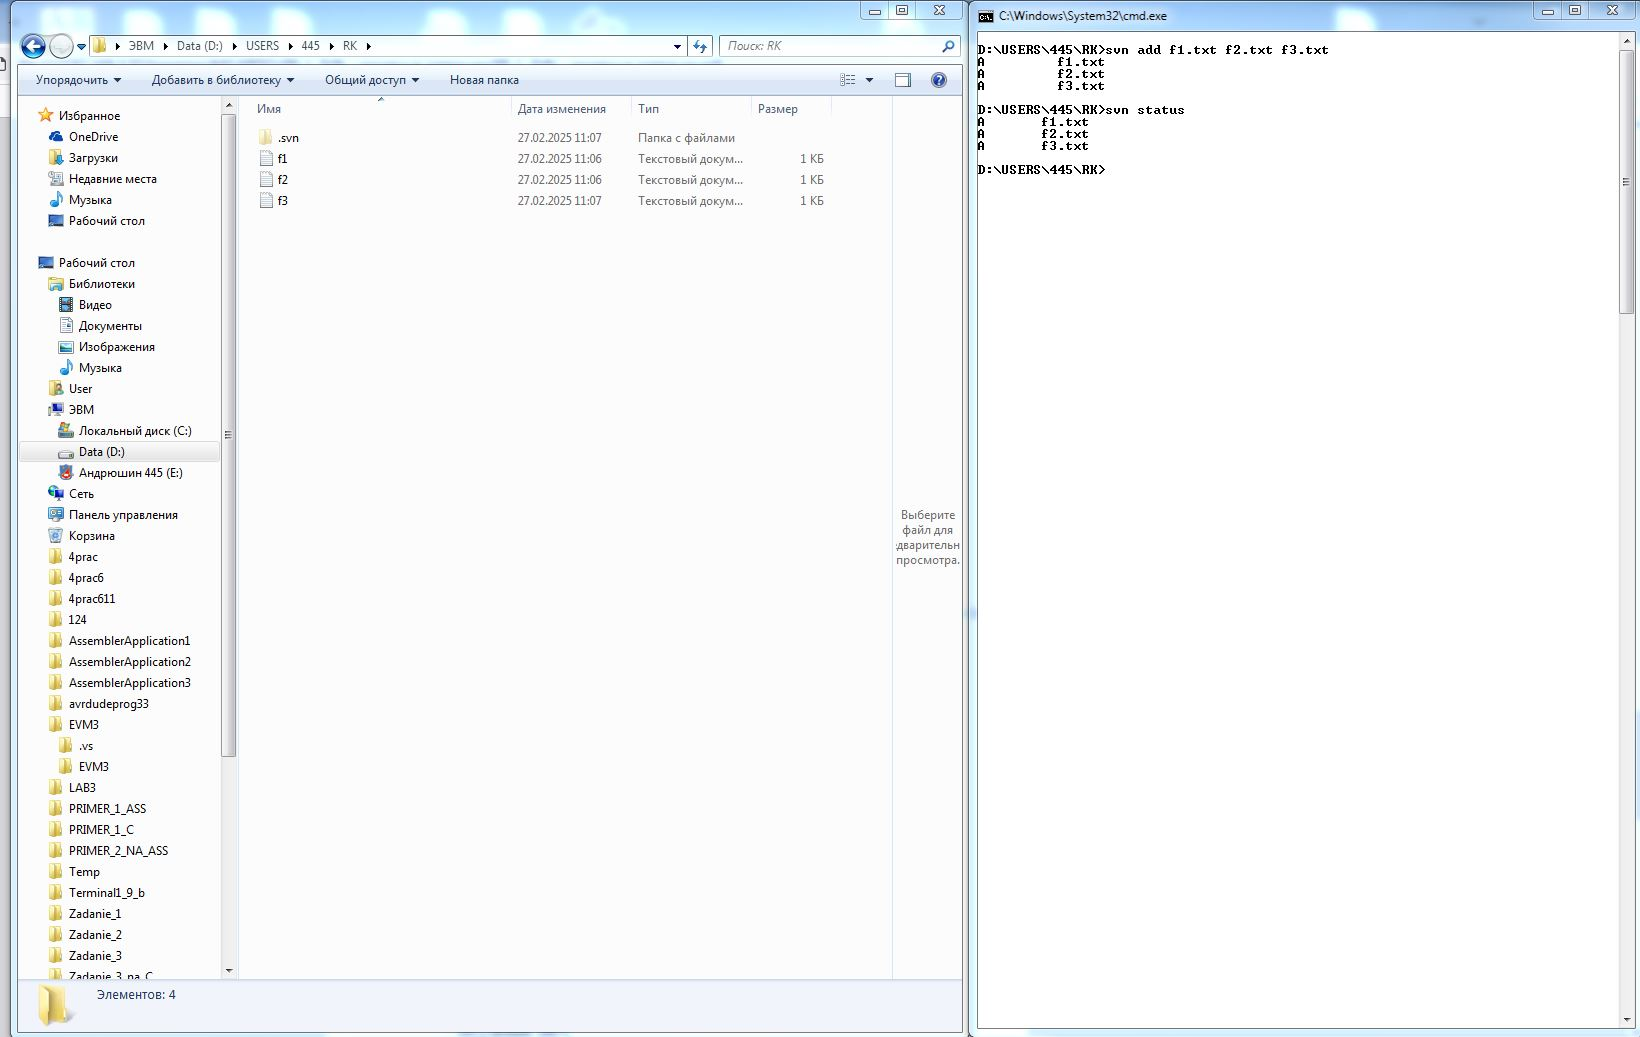 ЭВМ Data (D:) USERS 445 RK
Поиск: RK
Упорядочить Добавить в библиотеку Общий доступ Новая папка
Избранное
OneDrive
Загрузки
Недавние места
Музыка
Рабочий стол
Рабочий стол
Библиотеки
Видео
Документы
Изображения
Музыка
User
ЭВМ
Локальный диск (C:)
Data (D:)
Андрюшин 445 (E:)
Сеть
Панель управления
Корзина
4prac
4prac6
4prac611
124
AssemblerApplication1
AssemblerApplication2
AssemblerApplication3
avrdudeprog33
EVM3
.vs
EVM3
LAB3
PRIMER_1_ASS
PRIMER_1_C
PRIMER_2_NA_ASS
Temp
Terminal1_9_b
Zadanie_1
Zadanie_2
Zadanie_3
Zadanie_3_na_C
Имя Дата изменения Тип Размер
.svn 27.02.2025 11:07 Папка с файлами
f1 27.02.2025 11:06 Текстовый докум... 1 КБ
f2 27.02.2025 11:06 Текстовый докум... 1 КБ
f3 27.02.2025 11:07 Текстовый докум... 1 КБ
Выберите
файл для
едварительн
просмотра.
Элементов: 4
C:\Windows\System32\cmd.exe
D:\USERS\445\RK>svn add f1.txt f2.txt f3.txt
A f1.txt
A f2.txt
A f3.txt
D:\USERS\445\RK>svn status
A f1.txt
A f2.txt
A f3.txt
D:\USERS\445\RK>